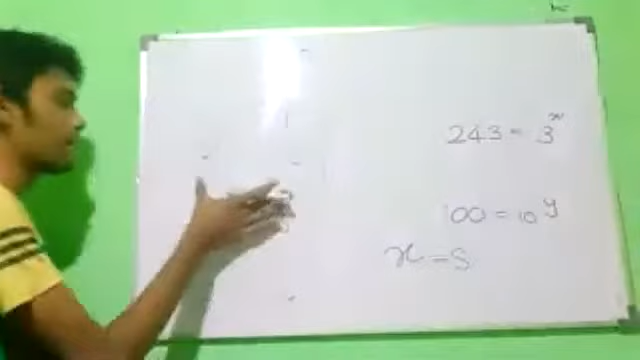 243 = 3^x
100 = 10^y
x = 5